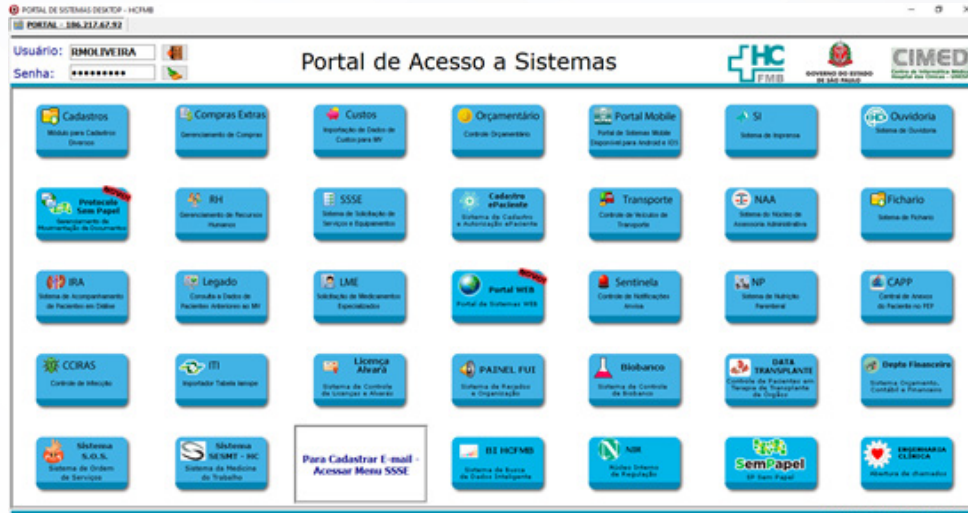 PORTAL DE SISTEMAS DESKTOP - HCFMB
PORTAL - 186.217.67.92
Usuário: RMOLIVEIRA
Senha: •••••••••
Portal de Acesso a Sistemas
HC
FMB
GOVERNO DO ESTADO
DE SÃO PAULO
CIMED
Cadastros
Módulo para Cadastros
Diversos
Compras Extras
Gerenciamento de Compras
Custos
Importação de Dados de
Custos para MV
Orçamentário
Controle Orçamentário
Portal Mobile
Portal de Sistemas Mobile
Disponível para Android e IOS
SI
Sistema de Impressos
Ouvidoria
Sistema de Ouvidoria
Protocolo
Sem Papel
Gerenciamento de
Movimentação de Documentos
NOVO!
RH
Gerenciamento de Recursos
Humanos
SSSE
Sistema de Solicitação de
Serviços e Equipamentos
Cadastro
ePaciente
Sistema de Cadastro
e Autorização ePaciente
Transporte
Controle de Veículos de
Transporte
NAA
Sistema do Núcleo de
Assessoria Administrativa
Fichario
Sistema de Fichario
IRA
Sistema de Acompanhamento
de Pacientes em Diálise
Legado
Consulta a Dados de
Pacientes Anteriores ao MV
LME
Solicitação de Medicamentos
Especializados
Portal WEB
Portal de Sistemas WEB
NOVO!
Sentinela
Controle de Notificações
Anvisa
NP
Sistema de Nutrição
Parenteral
CAPP
Central de Anexos
do Paciente no PEP
CCIRAS
Controle de Infecção
ITI
Importador Tabela Iamspe
Licença
Alvará
Sistema de Controle
de Licenças e Alvarás
PAINEL FUI
Sistema de Recados
e Organização
Biobanco
Sistema de Controle
de Biobanco
DATA
TRANSPLANTE
Controle de Pacientes em
Terapia de Transplante
de Órgãos
Depto Financeiro
Sistema Orçamento,
Contábil e Financeiro
Sistema
S.O.S.
Sistema de Ordem
de Serviços
Sistema
SESMT - HC
Sistema de Medicina
do Trabalho
Para Cadastrar E-mail -
Acessar Menu SSSE
BI HCFMB
Sistema de Busca
de Dados Inteligente
NIR
Núcleo Interno
de Regulação
SemPapel
SP Sem Papel
ENGENHARIA
CLÍNICA
Abertura de chamados